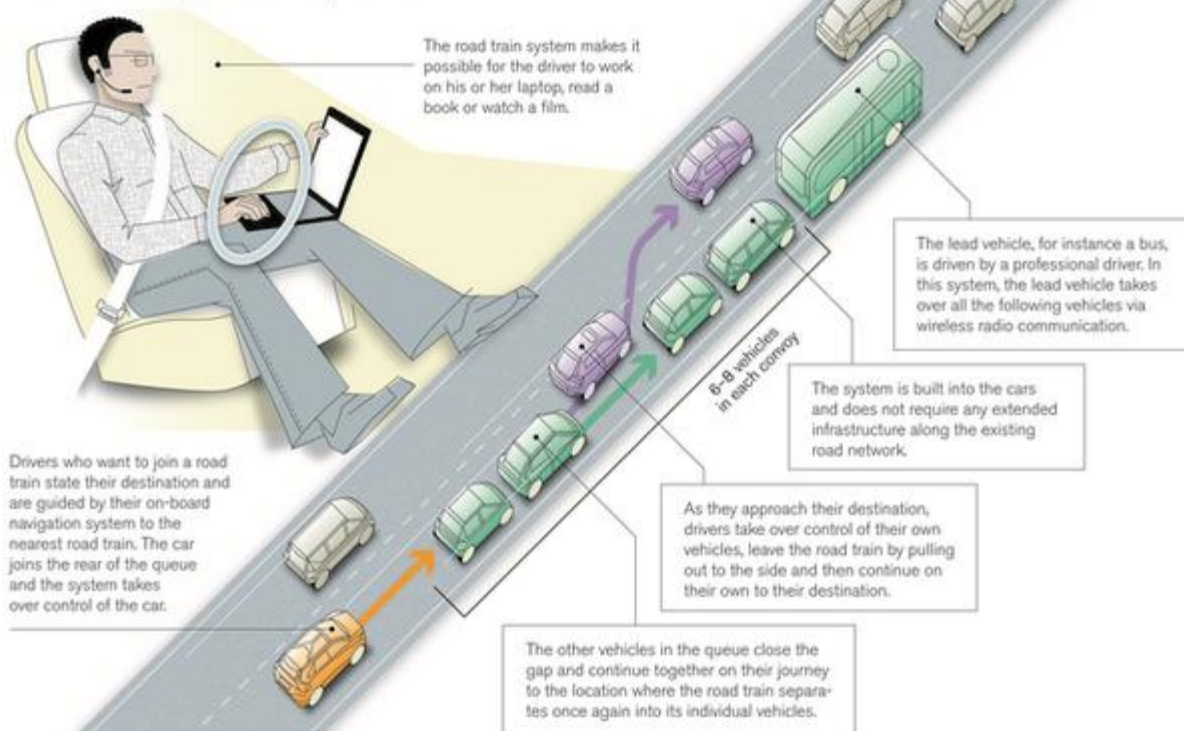 The road train system makes it
possible for the driver to work
on his or her laptop, read a
book or watch a film.
The lead vehicle, for instance a bus,
is driven by a professional driver. In
this system, the lead vehicle takes
over all the following vehicles via
wireless radio communication.
6–8 vehicles
in each convoy
The system is built into the cars
and does not require any extended
infrastructure along the existing
road network.
Drivers who want to join a road
train state their destination and
are guided by their on-board
navigation system to the
nearest road train. The car
joins the rear of the queue
and the system takes
over control of the car.
As they approach their destination,
drivers take over control of their own
vehicles, leave the road train by pulling
out to the side and then continue on
their own to their destination.
The other vehicles in the queue close the
gap and continue together on their journey
to the location where the road train separa-
tes once again into its individual vehicles.